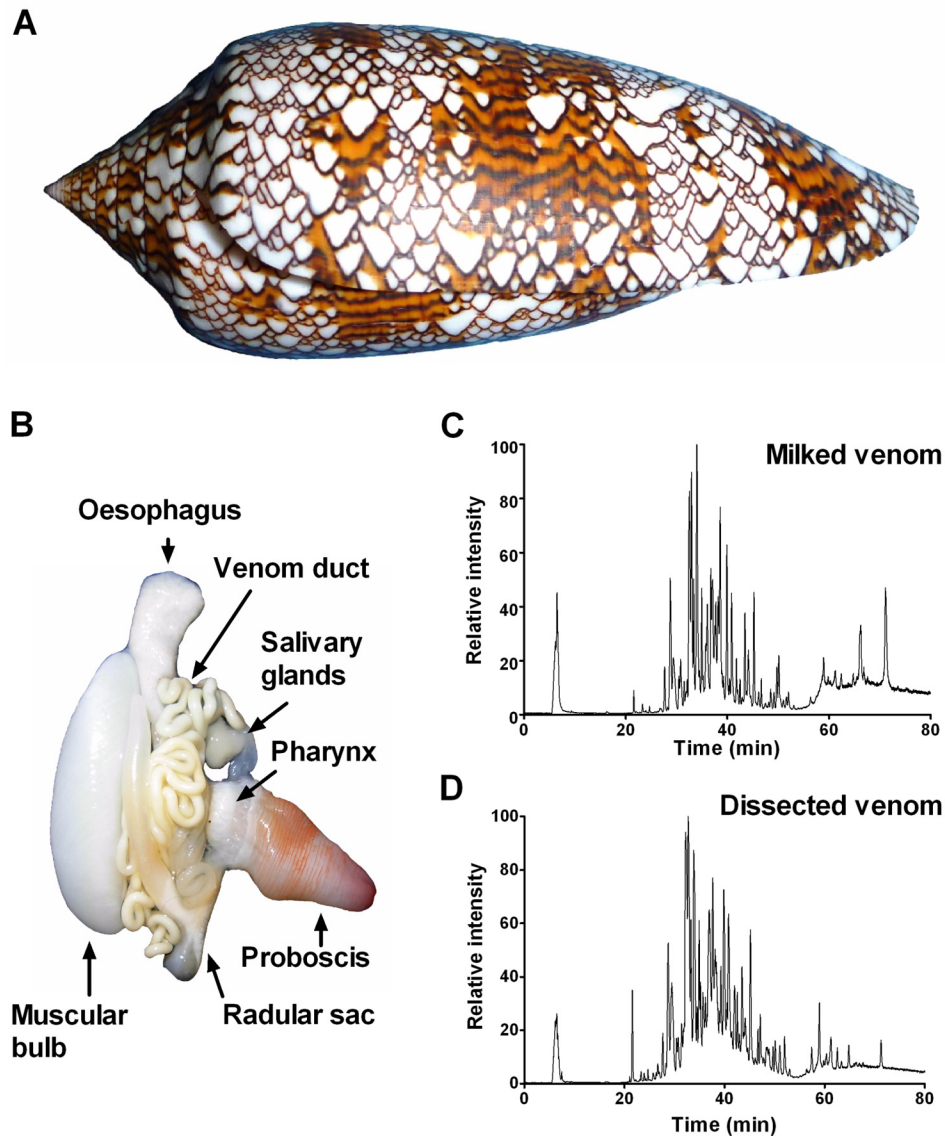 A
B
Oesophagus
Venom duct
Salivary
glands
Pharynx
Proboscis
Radular sac
Muscular
bulb
C
Milked venom
Relative intensity
100
80
60
40
20
0
0 20 40 60 80
Time (min)
D
Dissected venom
Relative intensity
100
80
60
40
20
0
0 20 40 60 80
Time (min)